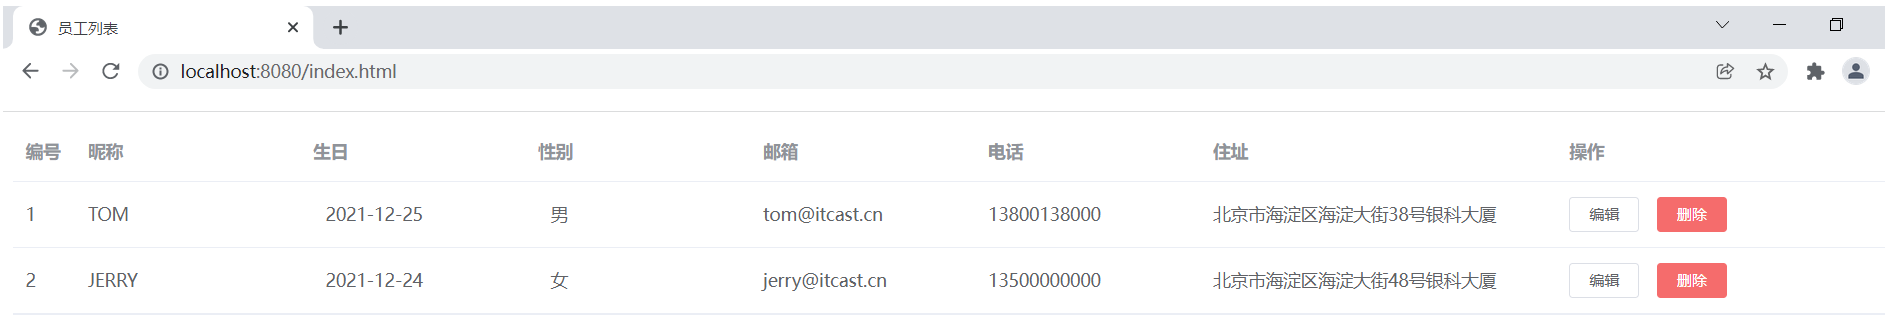 员工列表
localhost:8080/index.html
编号 昵称 生日 性别 邮箱 电话 住址 操作
1 TOM 2021-12-25 男 tom@itcast.cn 13800138000 北京市海淀区海淀大街38号银科大厦 编辑 删除
2 JERRY 2021-12-24 女 jerry@itcast.cn 13500000000 北京市海淀区海淀大街48号银科大厦 编辑 删除